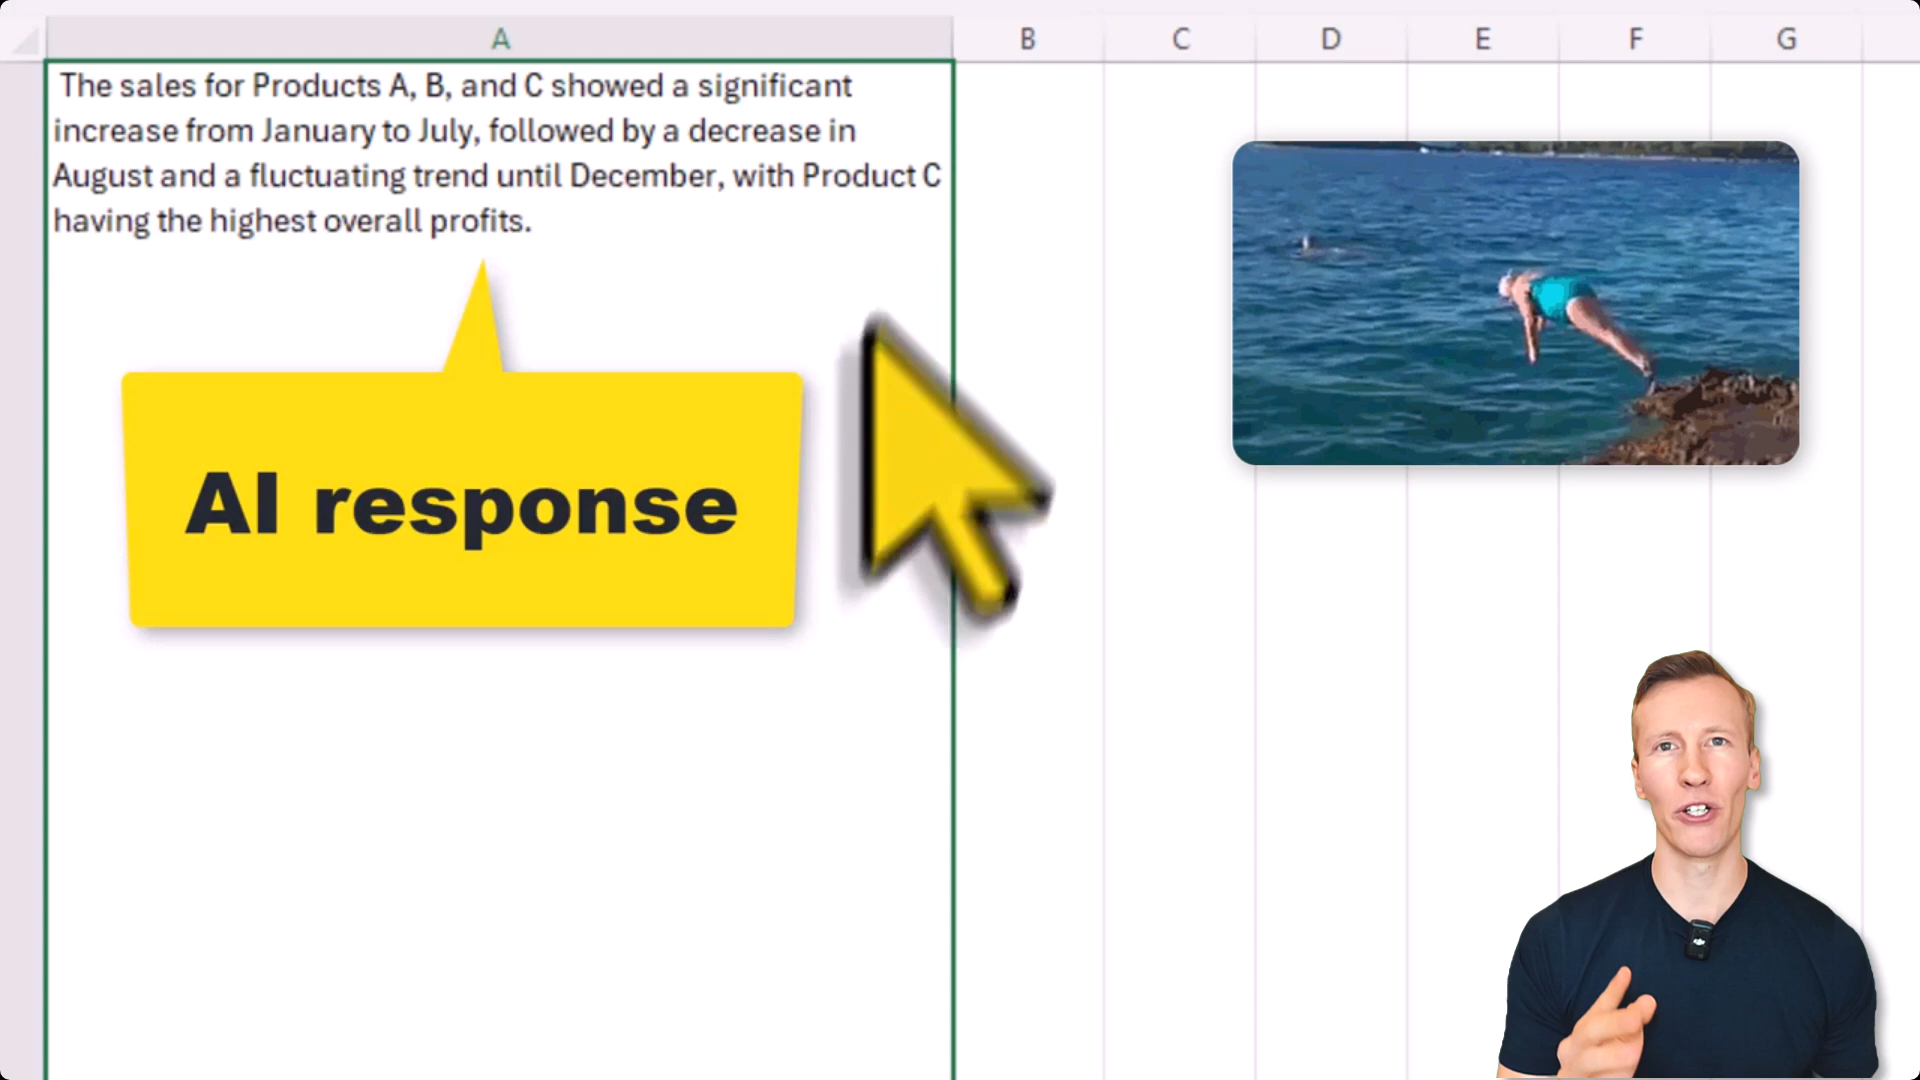 A B C D E F G
The sales for Products A, B, and C showed a significant
increase from January to July, followed by a decrease in
August and a fluctuating trend until December, with Product C
having the highest overall profits.
AI response
dji